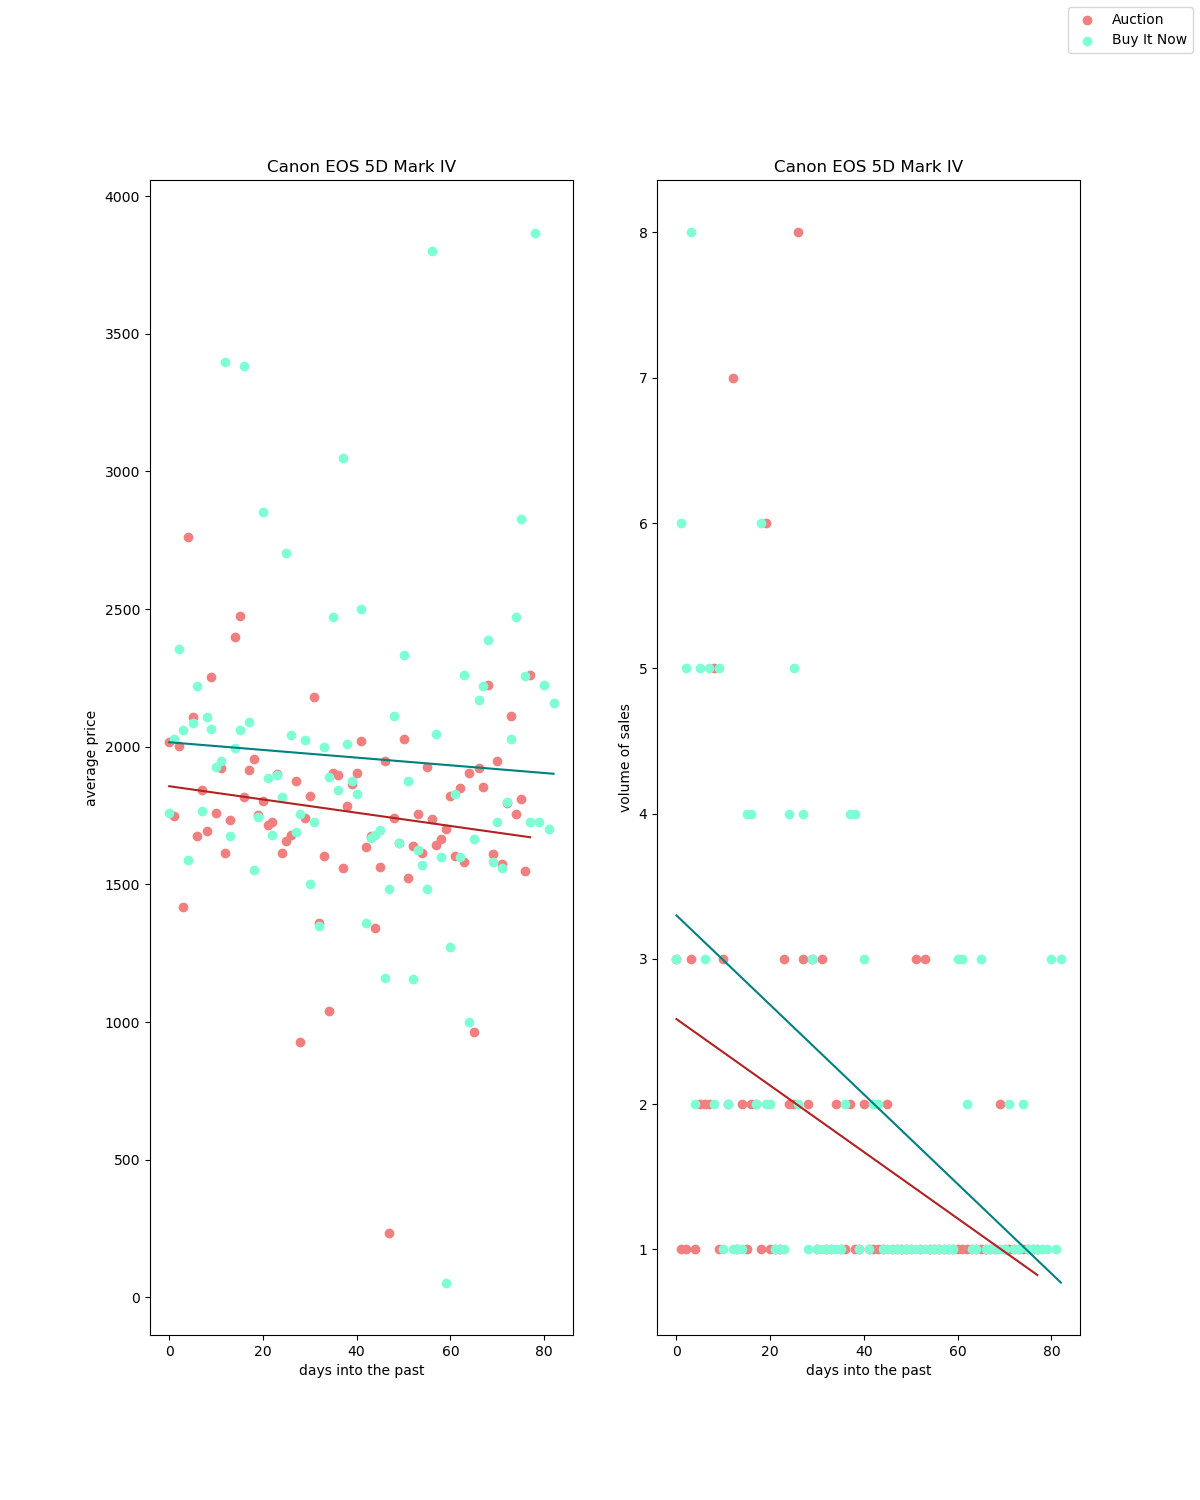 Auction
Buy It Now
Canon EOS 5D Mark IV
4000
3500
3000
2500
2000
1500
1000
500
0
average price
0 20 40 60 80
days into the past
Canon EOS 5D Mark IV
8
7
6
5
4
3
2
1
volume of sales
0 20 40 60 80
days into the past